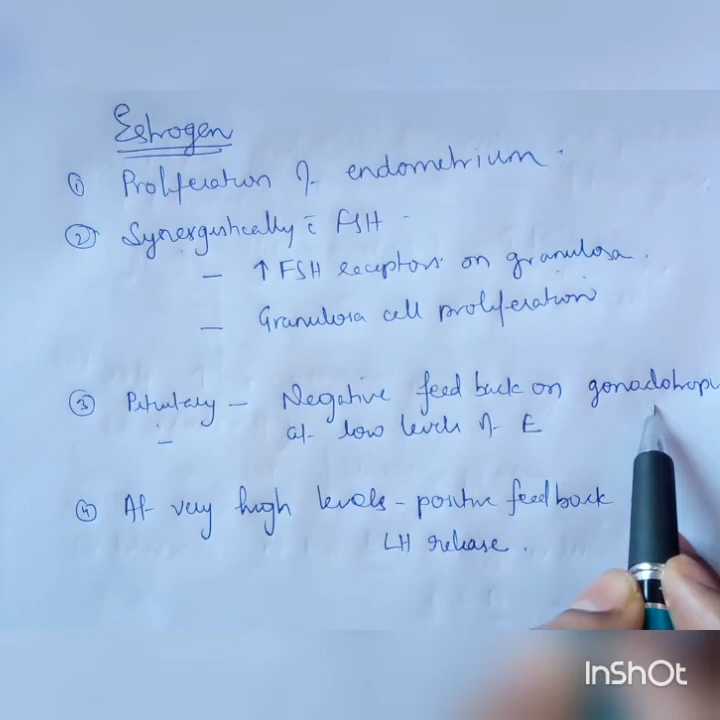 Estrogen
① Proliferation of endometrium.
② Synergistically c̄ FSH -
– ↑ FSH receptors on granulosa.
– Granulosa cell proliferation
③ Pituitary – Negative feed back on gonadotropi
at low levels of E
④ At very high levels - positive feedback
LH release.
InShOt